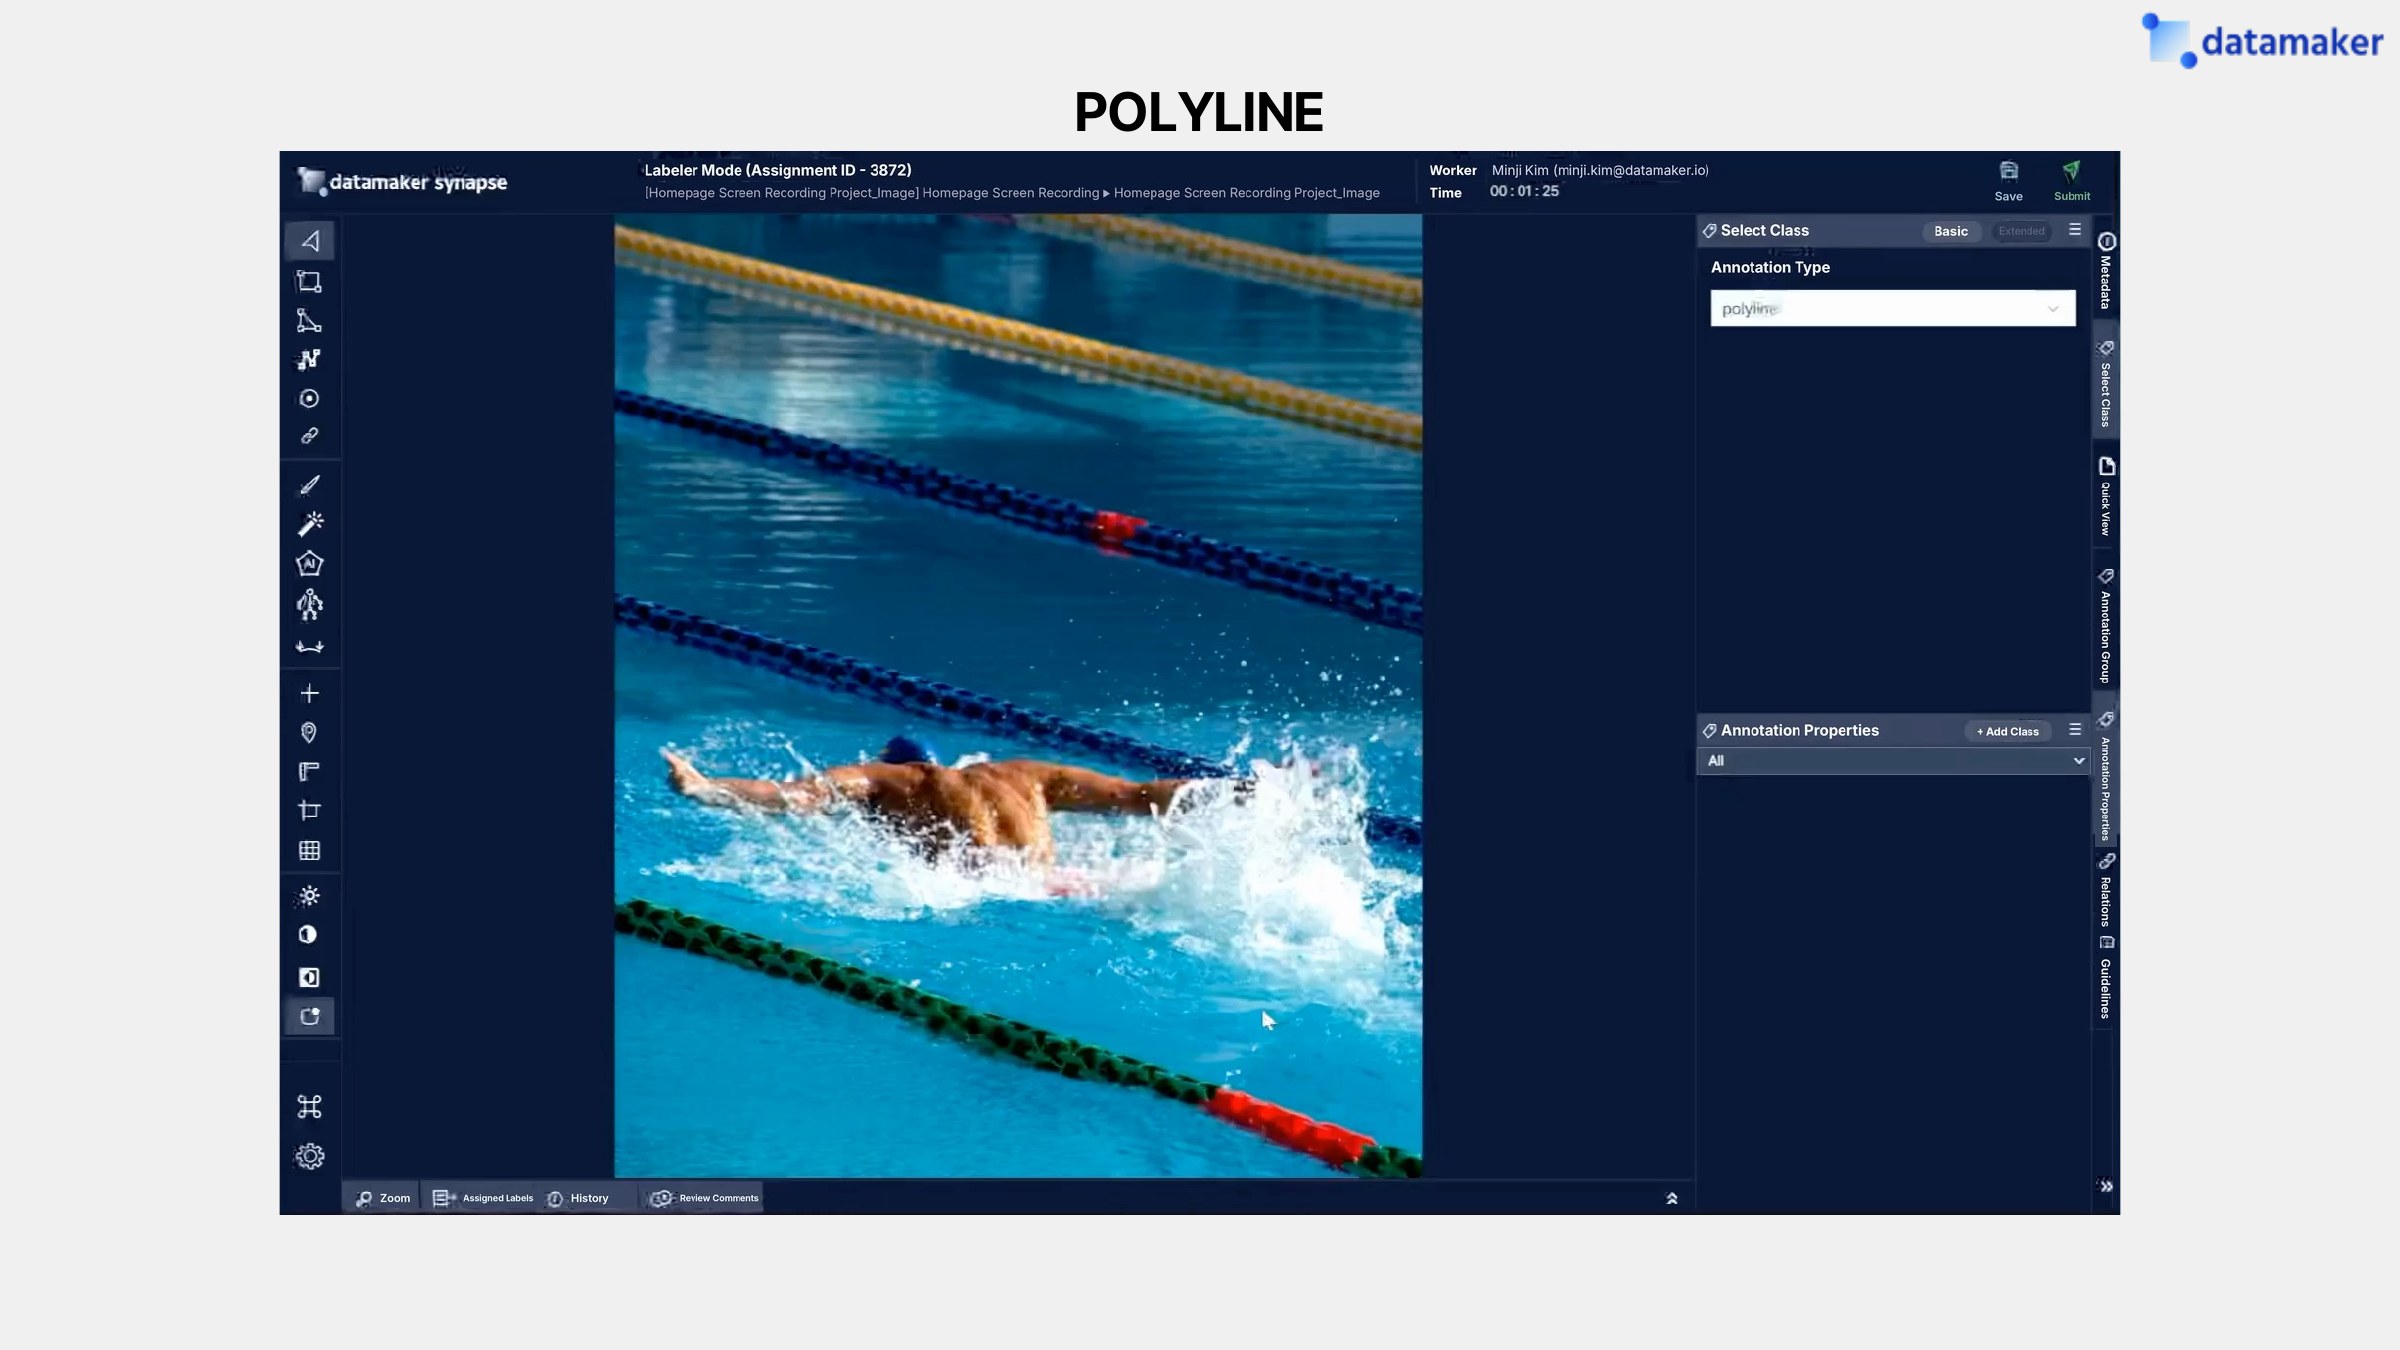 datamaker
POLYLINE
datamaker synapse
Labeler Mode (Assignment ID - 3872)
[Homepage Screen Recording Project_Image] Homepage Screen Recording ▸ Homepage Screen Recording Project_Image
Worker Minji Kim (minji.kim@datamaker.io)
Time 00:01:25
Save
Submit
Select Class
Basic
Extended
Annotation Type
polyline
AI
Annotation Properties
+ Add Class
All
Metadata
Select Class
Quick View
Annotation Group
Annotation Properties
Relations
Guidelines
Zoom
Assigned Labels
History
Review Comments